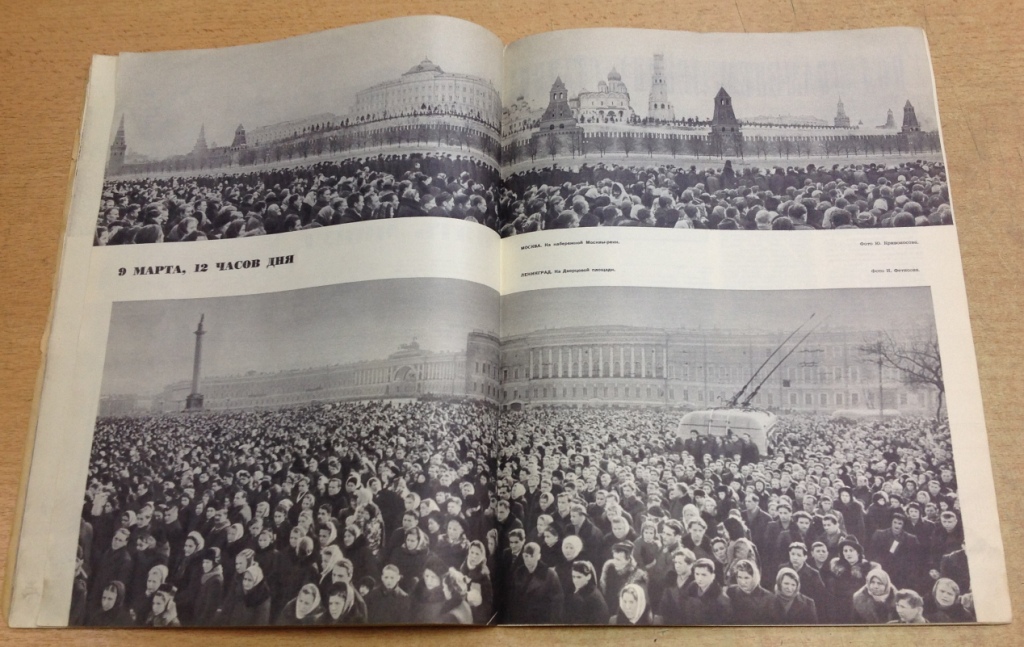 МОСКВА. На набережной Москвы-реки.
9 МАРТА, 12 ЧАСОВ ДНЯ
ЛЕНИНГРАД. На Дворцовой площади.